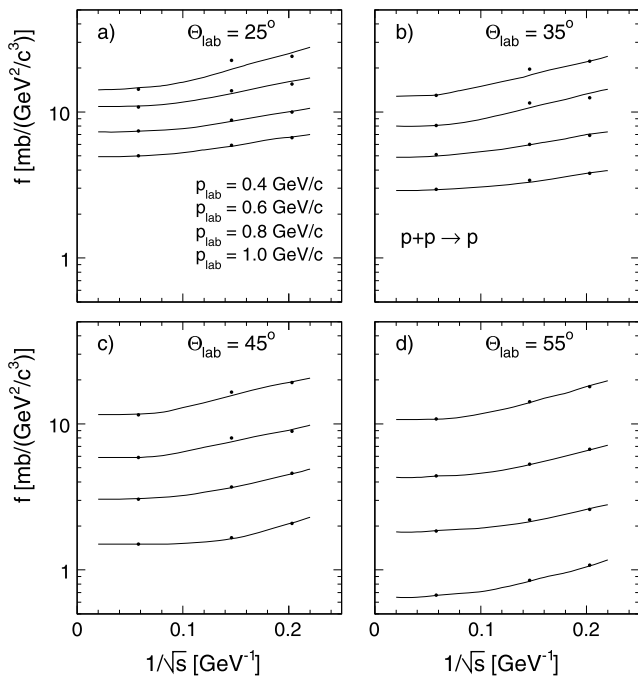 a) Θlab = 25°
b) Θlab = 35°
f [mb/(GeV²/c³)]
10
1
plab = 0.4 GeV/c
plab = 0.6 GeV/c
plab = 0.8 GeV/c
plab = 1.0 GeV/c
p+p → p
c) Θlab = 45°
d) Θlab = 55°
f [mb/(GeV²/c³)]
10
1
0 0.1 0.2
0 0.1 0.2
1/√s [GeV⁻¹]
1/√s [GeV⁻¹]